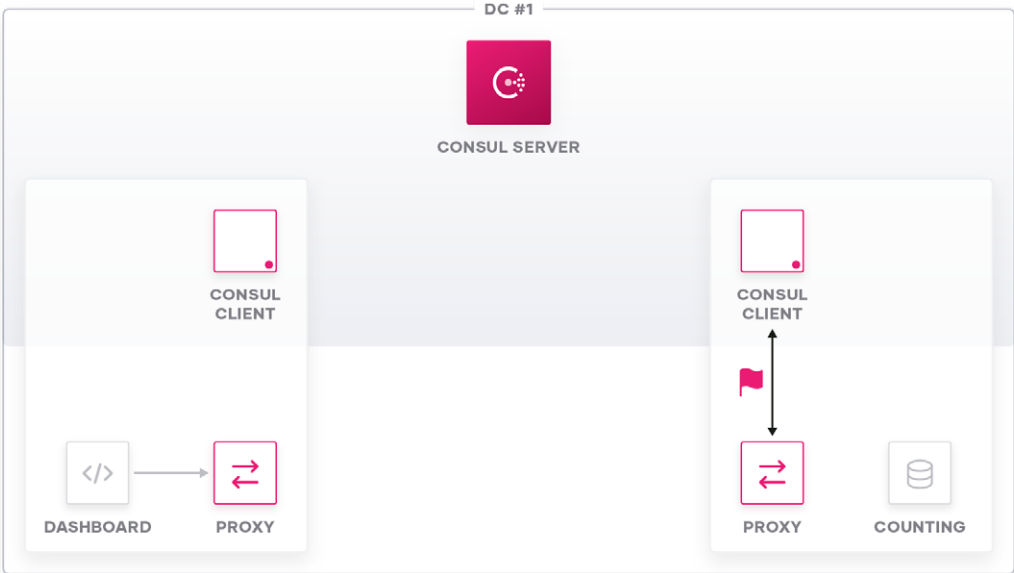 DC #1
CONSUL SERVER
CONSUL
CLIENT
CONSUL
CLIENT
</>
DASHBOARD
PROXY
PROXY
COUNTING